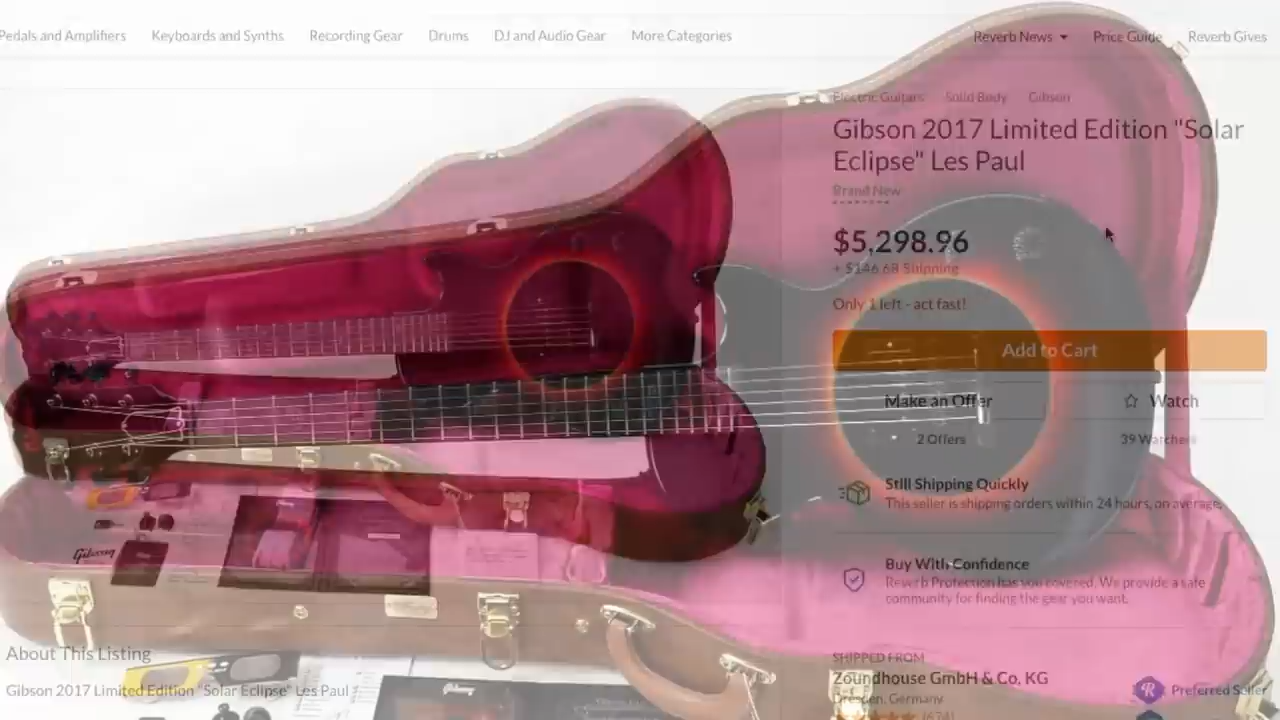 Pedals and Amplifiers Keyboards and Synths Recording Gear Drums DJ and Audio Gear More Categories Reverb News Price Guide Reverb Gives
Electric Guitars Solid Body Gibson
Gibson 2017 Limited Edition "Solar
Eclipse" Les Paul
Brand New
$5,298.96
+ $146.68 Shipping
Only 1 left - act fast!
Add to Cart
Make an Offer Watch
2 Offers 39 Watchers
Still Shipping Quickly
This seller is shipping orders within 24 hours, on average.
Gibson
Buy With Confidence
Reverb Protection has you covered. We provide a safe
community for finding the gear you want.
About This Listing
Gibson 2017 Limited Edition "Solar Eclipse" Les Paul
SHIPPED FROM
Zoundhouse GmbH & Co. KG
Dresden, Germany
Preferred Seller
(674)
Gibson